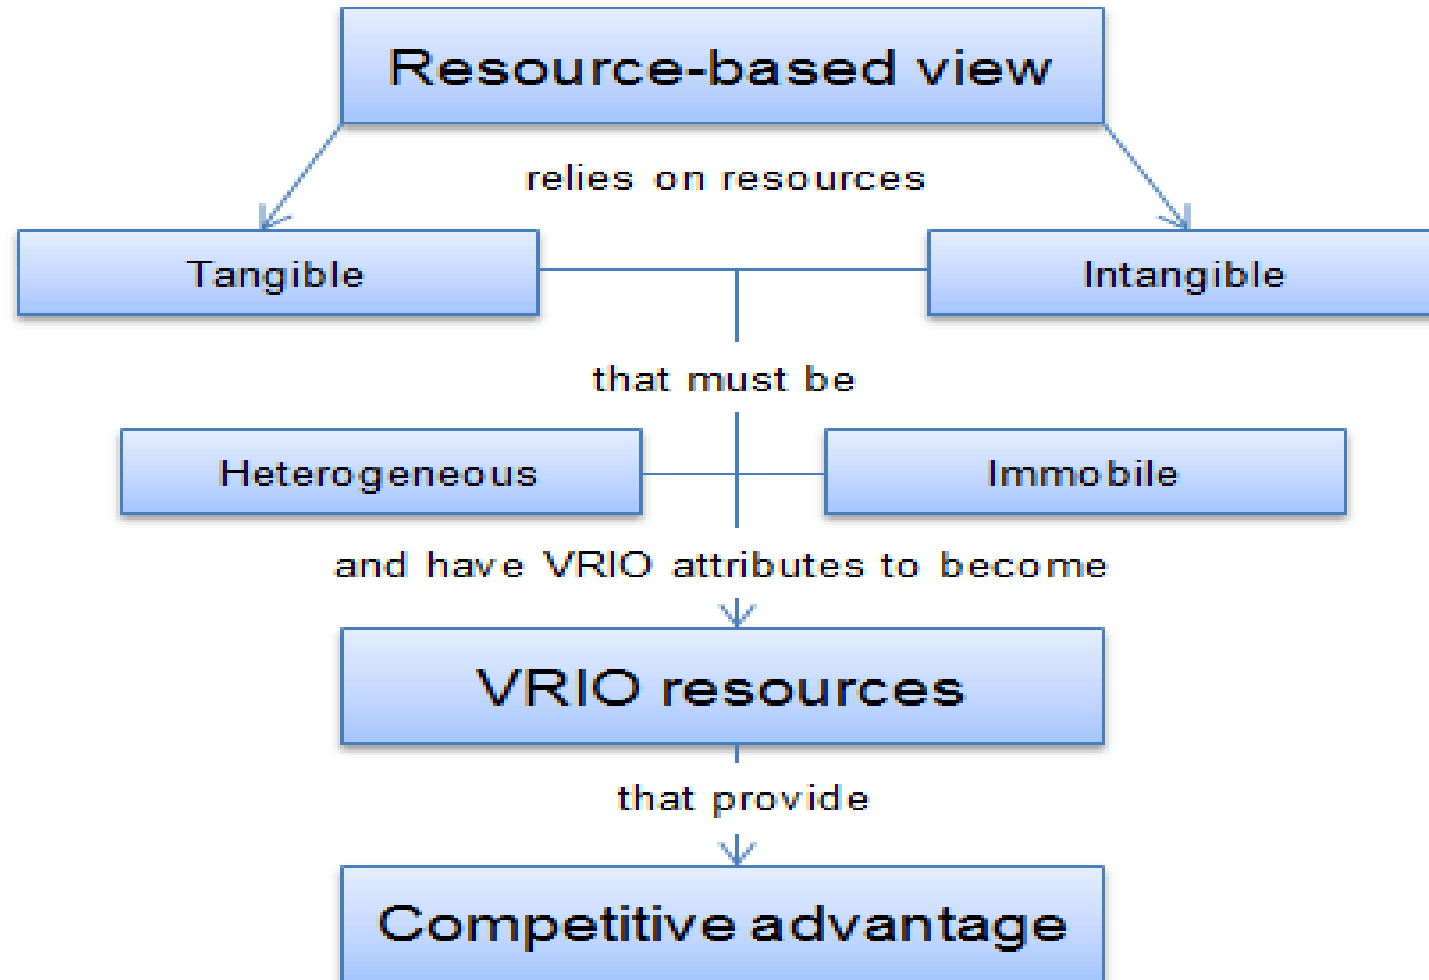 Resource-based view
relies on resources
Tangible
Intangible
that must be
Heterogeneous
Immobile
and have VRIO attributes to become
VRIO resources
that provide
Competitive advantage